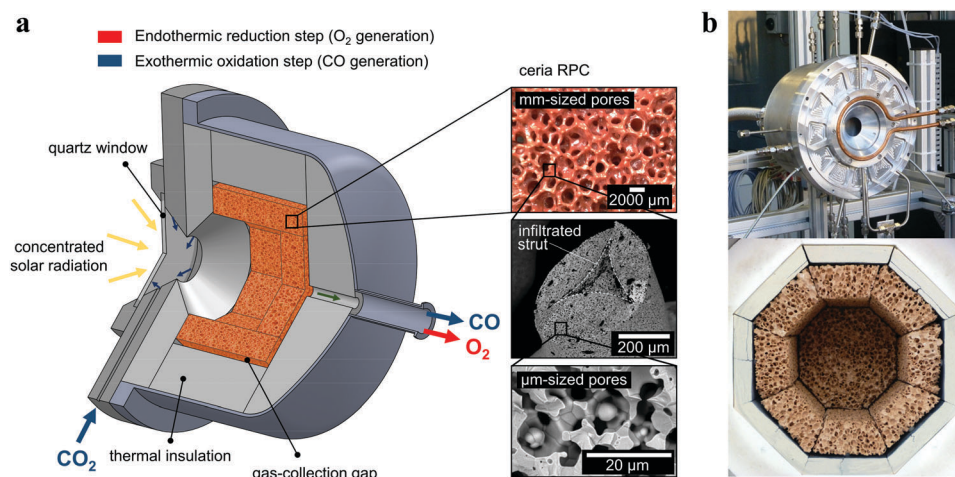 a
b
Endothermic reduction step (O₂ generation)
Exothermic oxidation step (CO generation)
ceria RPC
mm-sized pores
2000 µm
quartz window
infiltrated
strut
concentrated
solar radiation
200 µm
CO
O₂
µm-sized pores
20 µm
CO₂
thermal insulation
gas-collection gap